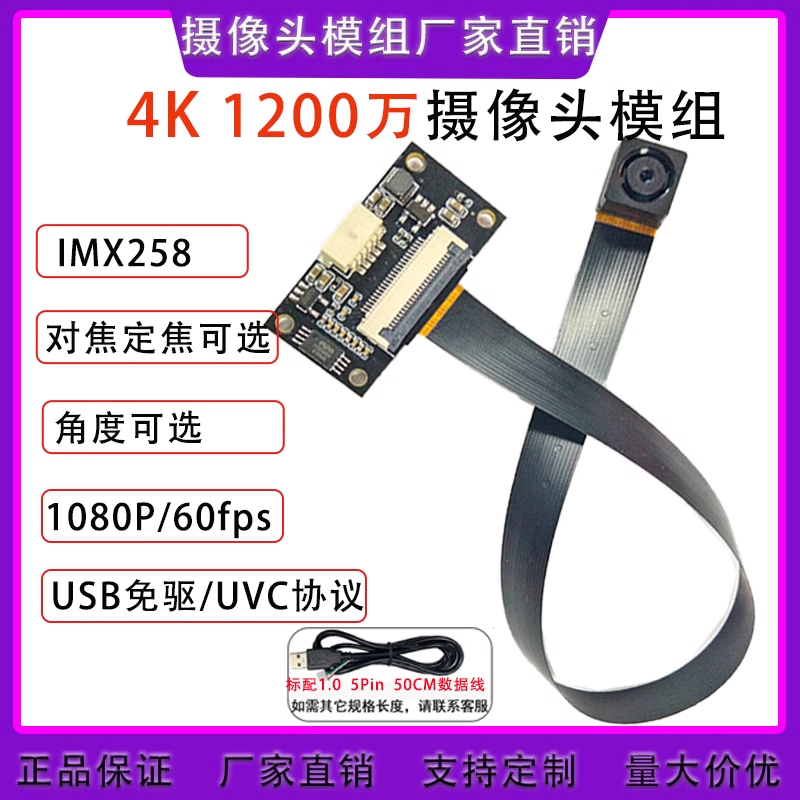 摄像头模组厂家直销
4K 1200万摄像头模组
IMX258
对焦定焦可选
角度可选
1080P/60fps
USB免驱/UVC协议
标配1.0 5Pin 50CM数据线
如需其它规格长度，请联系客服
正品保证 厂家直销 支持定制 量大价优